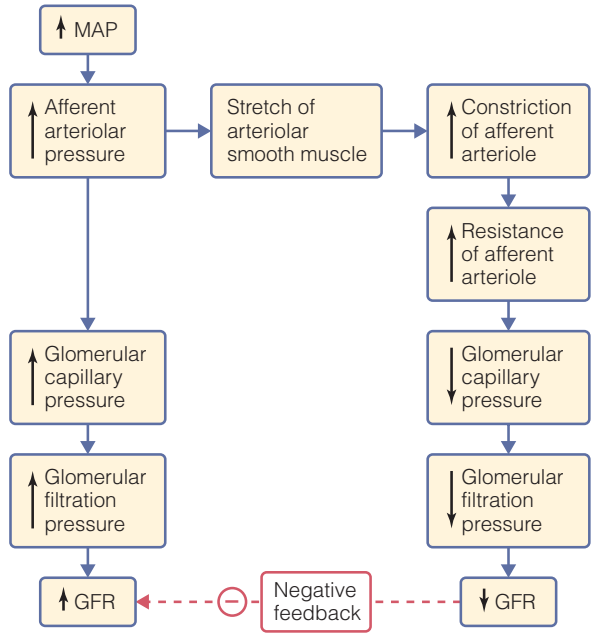 MAP
Afferent
arteriolar
pressure
Stretch of
arteriolar
smooth muscle
Constriction
of afferent
arteriole
Resistance
of afferent
arteriole
Glomerular
capillary
pressure
Glomerular
capillary
pressure
Glomerular
filtration
pressure
Glomerular
filtration
pressure
GFR
Negative
feedback
GFR